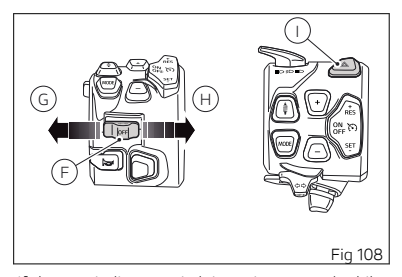 I
RES
ON
OFF
SET
MODE
+
−
G
H
OFF
F
+
RES
ON
OFF
SET
-
+
MODE
−
Fig 108